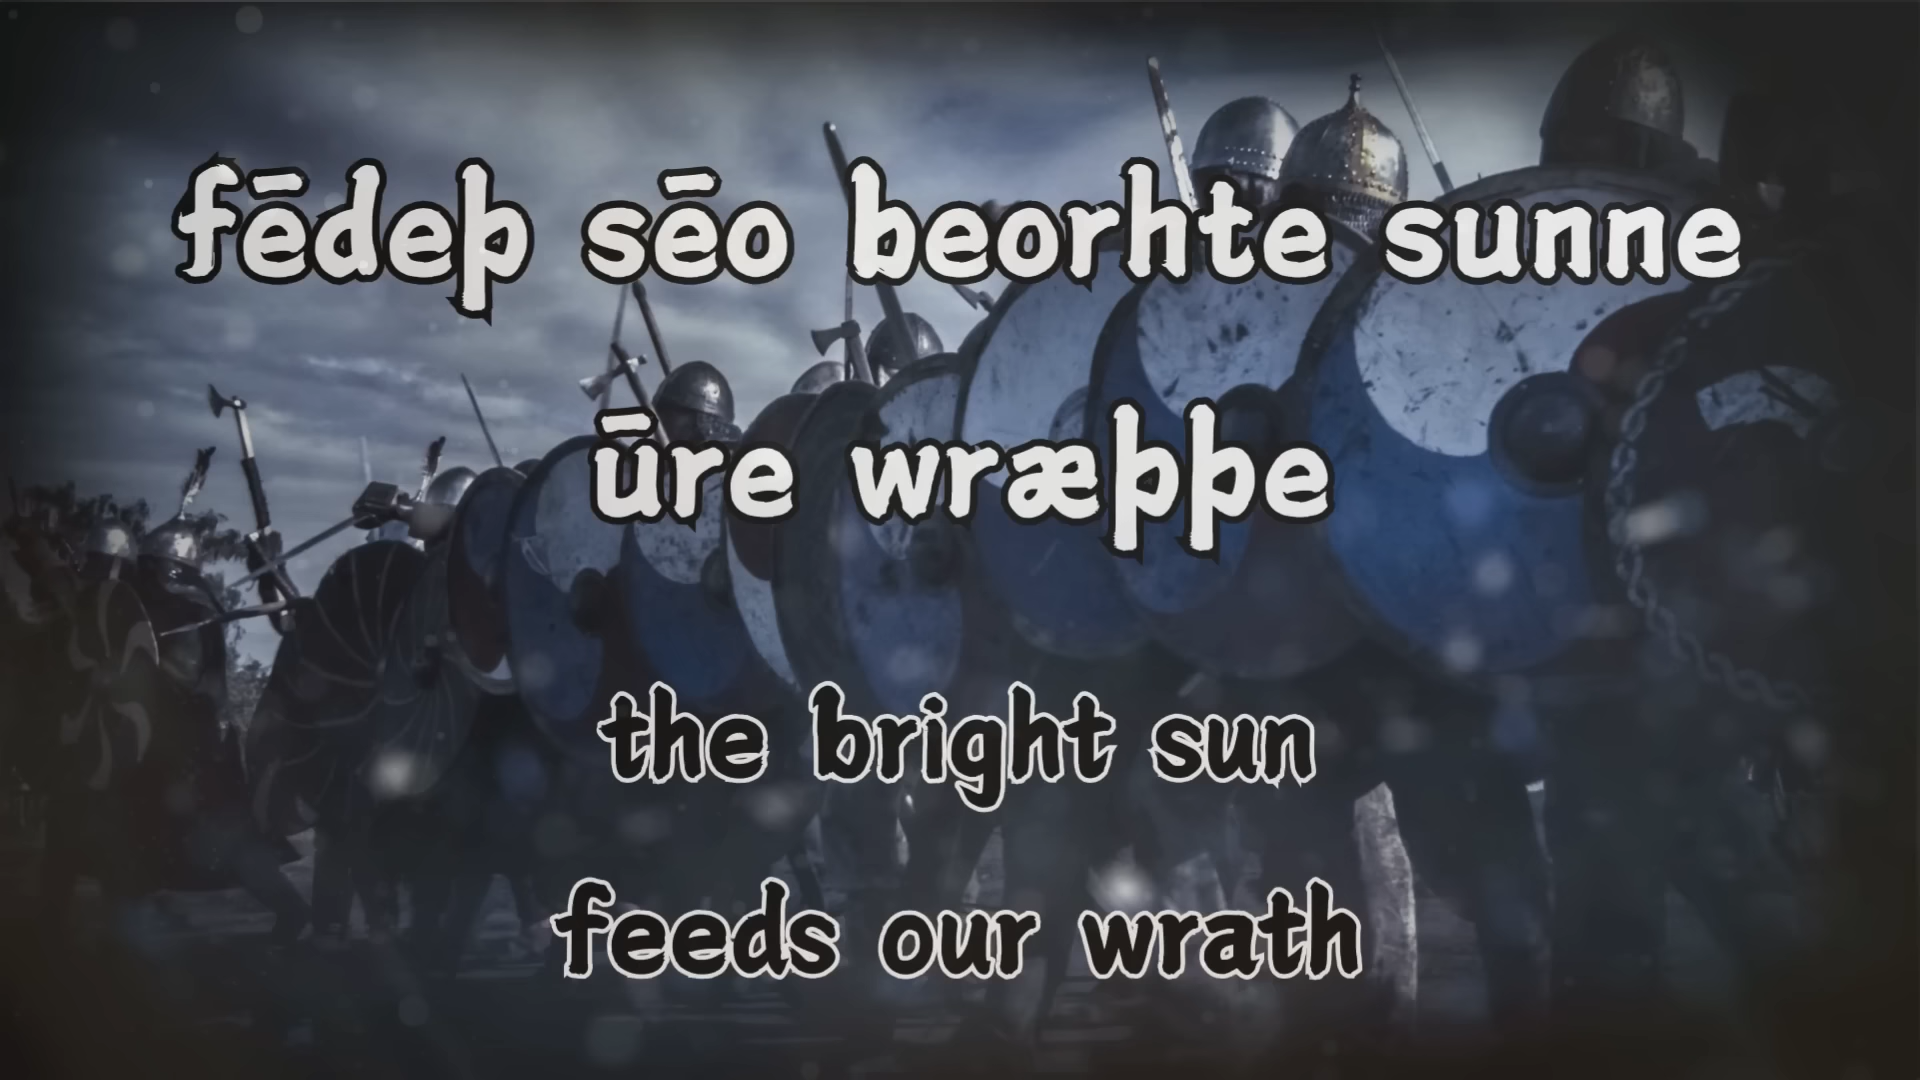 fēdeþ sēo beorhte sunne
ūre wræþþe
the bright sun
feeds our wrath